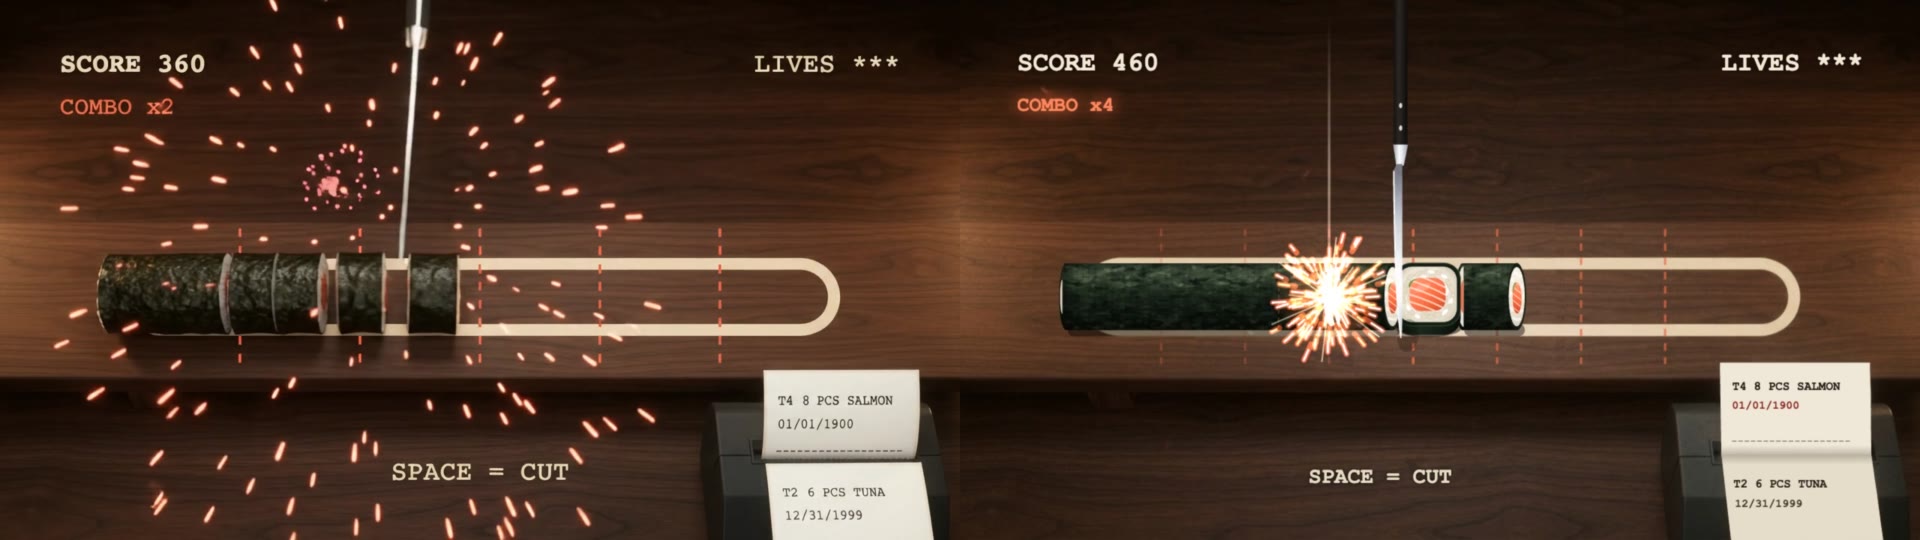 SCORE 360
LIVES ***
COMBO x2
T4 8 PCS SALMON
01/01/1900
--------------------
SPACE = CUT
T2 6 PCS TUNA
12/31/1999
SCORE 460
LIVES ***
COMBO x4
T4 8 PCS SALMON
01/01/1900
--------------------
SPACE = CUT
T2 6 PCS TUNA
12/31/1999